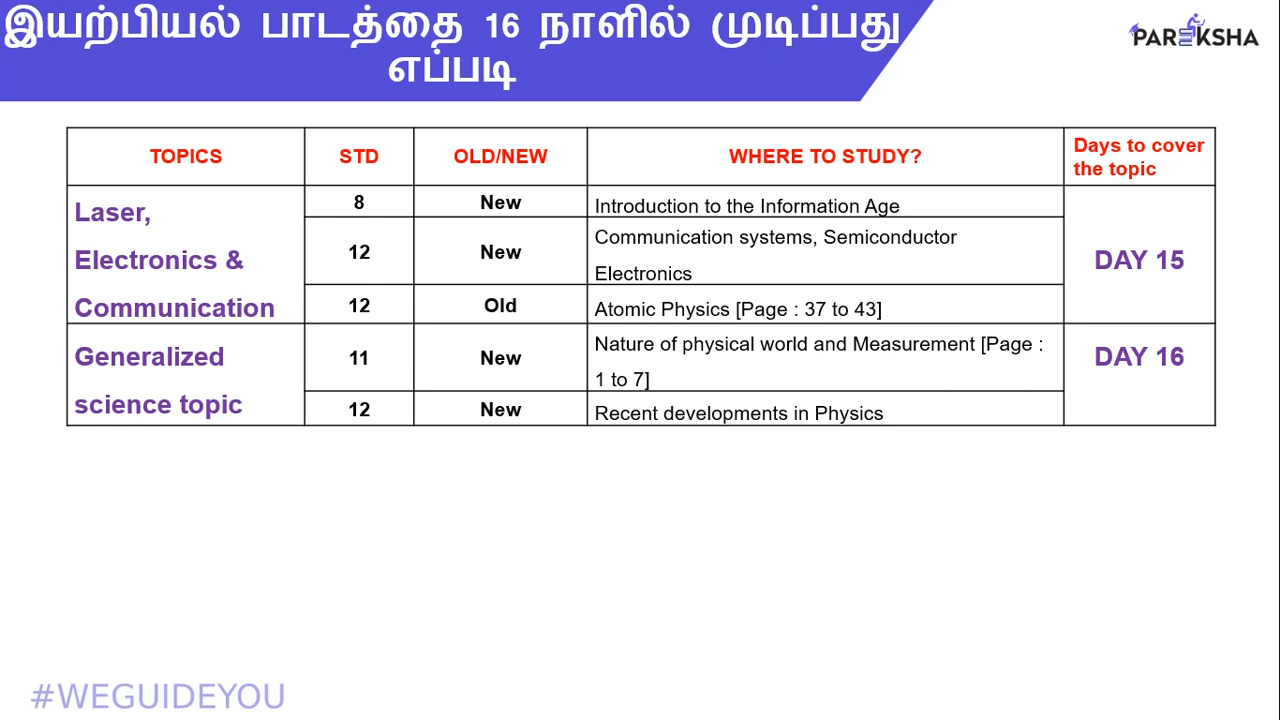 இயற்பியல் பாடத்தை 16 நாளில் முடிப்பது
எப்படி
PAREEKSHA
TOPICS STD OLD/NEW WHERE TO STUDY? Days to cover
the topic
Laser,
Electronics &
Communication
8 New Introduction to the Information Age
12 New Communication systems, Semiconductor
Electronics
12 Old Atomic Physics [Page : 37 to 43]
DAY 15
Generalized
science topic
11 New Nature of physical world and Measurement [Page :
1 to 7]
12 New Recent developments in Physics
DAY 16
#WEGUIDEYOU